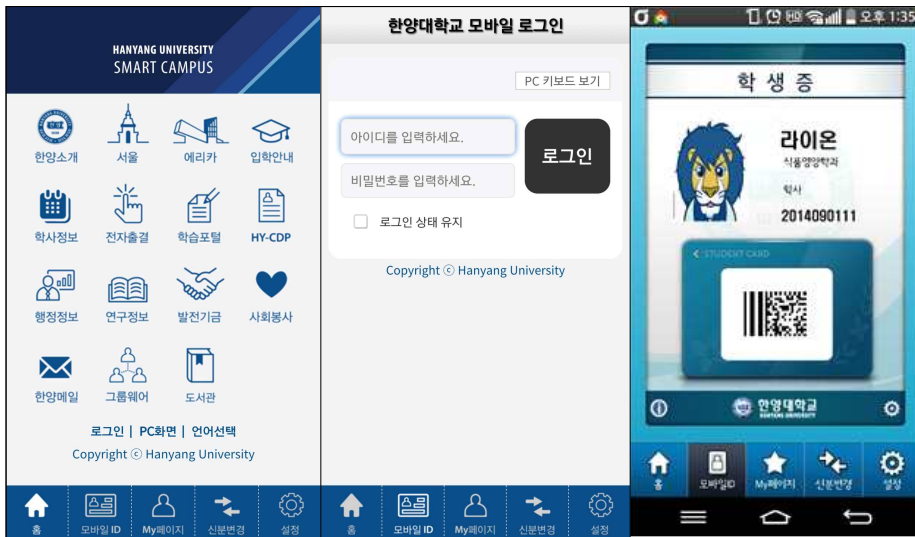 HANYANG UNIVERSITY
SMART CAMPUS
한양소개 서울 에리카 입학안내
학사정보 전자출결 학습포털 HY-CDP
행정정보 연구정보 발전기금 사회봉사
한양메일 그룹웨어 도서관
로그인 | PC화면 | 언어선택
Copyright ⓒ Hanyang University
홈 모바일 ID My페이지 신분변경 설정
한양대학교 모바일 로그인
PC 키보드 보기
아이디를 입력하세요.
비밀번호를 입력하세요.
로그인
로그인 상태 유지
Copyright ⓒ Hanyang University
홈 모바일 ID My페이지 신분변경 설정
오후 1:35
학생증
라이온
식품영양학과
학사
2014090111
< STUDENT CARD
한양대학교
HANYANG UNIVERSITY
홈 모바일ID My페이지 신분변경 설정